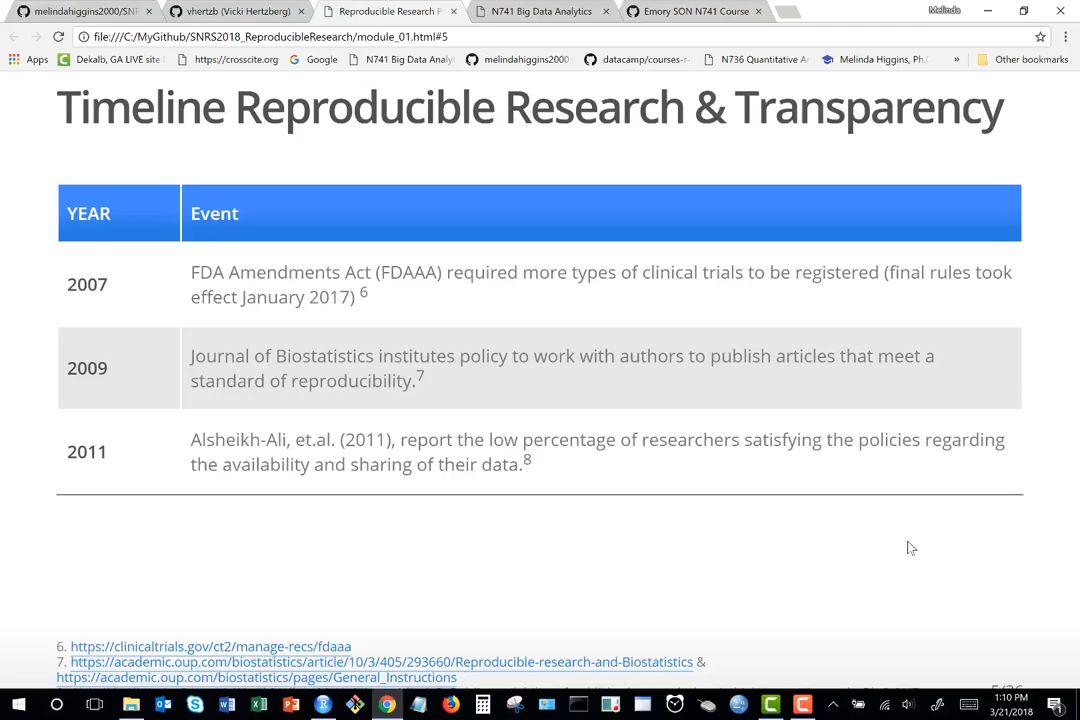 melindahiggins2000/SNR
vhertzb (Vicki Hertzberg)
Reproducible Research P
N741 Big Data Analytics
Emory SON N741 Course
Melinda
file:///C:/MyGithub/SNRS2018_ReproducibleResearch/module_01.html#5
Apps
Dekalb, GA LIVE site
https://crosscite.org
Google
N741 Big Data Analy
melindahiggins2000
datacamp/courses-r-
N736 Quantitative A
Melinda Higgins, Ph.
»
Other bookmarks
Timeline Reproducible Research & Transparency
YEAR Event
2007 FDA Amendments Act (FDAAA) required more types of clinical trials to be registered (final rules took
effect January 2017) 6
2009 Journal of Biostatistics institutes policy to work with authors to publish articles that meet a
standard of reproducibility.7
2011 Alsheikh-Ali, et.al. (2011), report the low percentage of researchers satisfying the policies regarding
the availability and sharing of their data.8
6. https://clinicaltrials.gov/ct2/manage-recs/fdaaa
7. https://academic.oup.com/biostatistics/article/10/3/405/293660/Reproducible-research-and-Biostatistics &
https://academic.oup.com/biostatistics/pages/General_Instructions
1:10 PM
3/21/2018